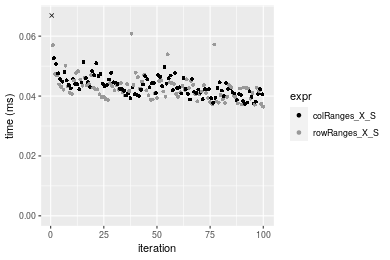 0.06
0.04
0.02
0.00
time (ms)
0
25
50
75
100
iteration
expr
colRanges_X_S
rowRanges_X_S